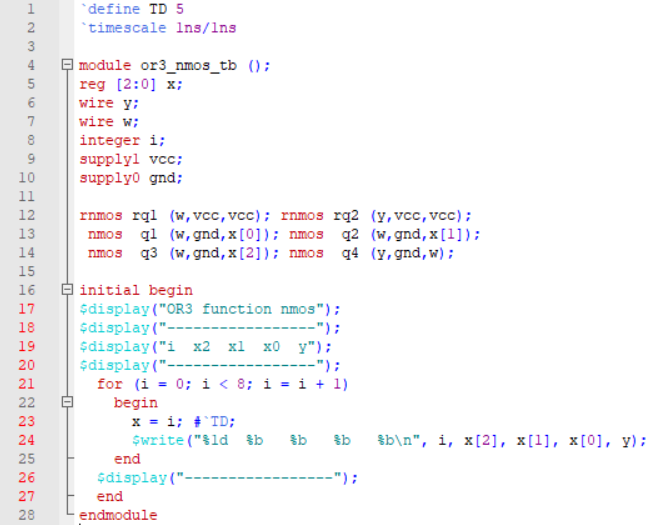 1 `define TD 5
2 `timescale 1ns/1ns
3
4 module or3_nmos_tb ();
5 reg [2:0] x;
6 wire y;
7 wire w;
8 integer i;
9 supply1 vcc;
10 supply0 gnd;
11
12 rnmos rq1 (w,vcc,vcc); rnmos rq2 (y,vcc,vcc);
13 nmos q1 (w,gnd,x[0]); nmos q2 (w,gnd,x[1]);
14 nmos q3 (w,gnd,x[2]); nmos q4 (y,gnd,w);
15
16 initial begin
17 $display("OR3 function nmos");
18 $display("-----------------");
19 $display("i x2 x1 x0 y");
20 $display("-----------------");
21 for (i = 0; i < 8; i = i + 1)
22 begin
23 x = i; #`TD;
24 $write("%1d %b %b %b %b\n", i, x[2], x[1], x[0], y);
25 end
26 $display("-----------------");
27 end
28 endmodule